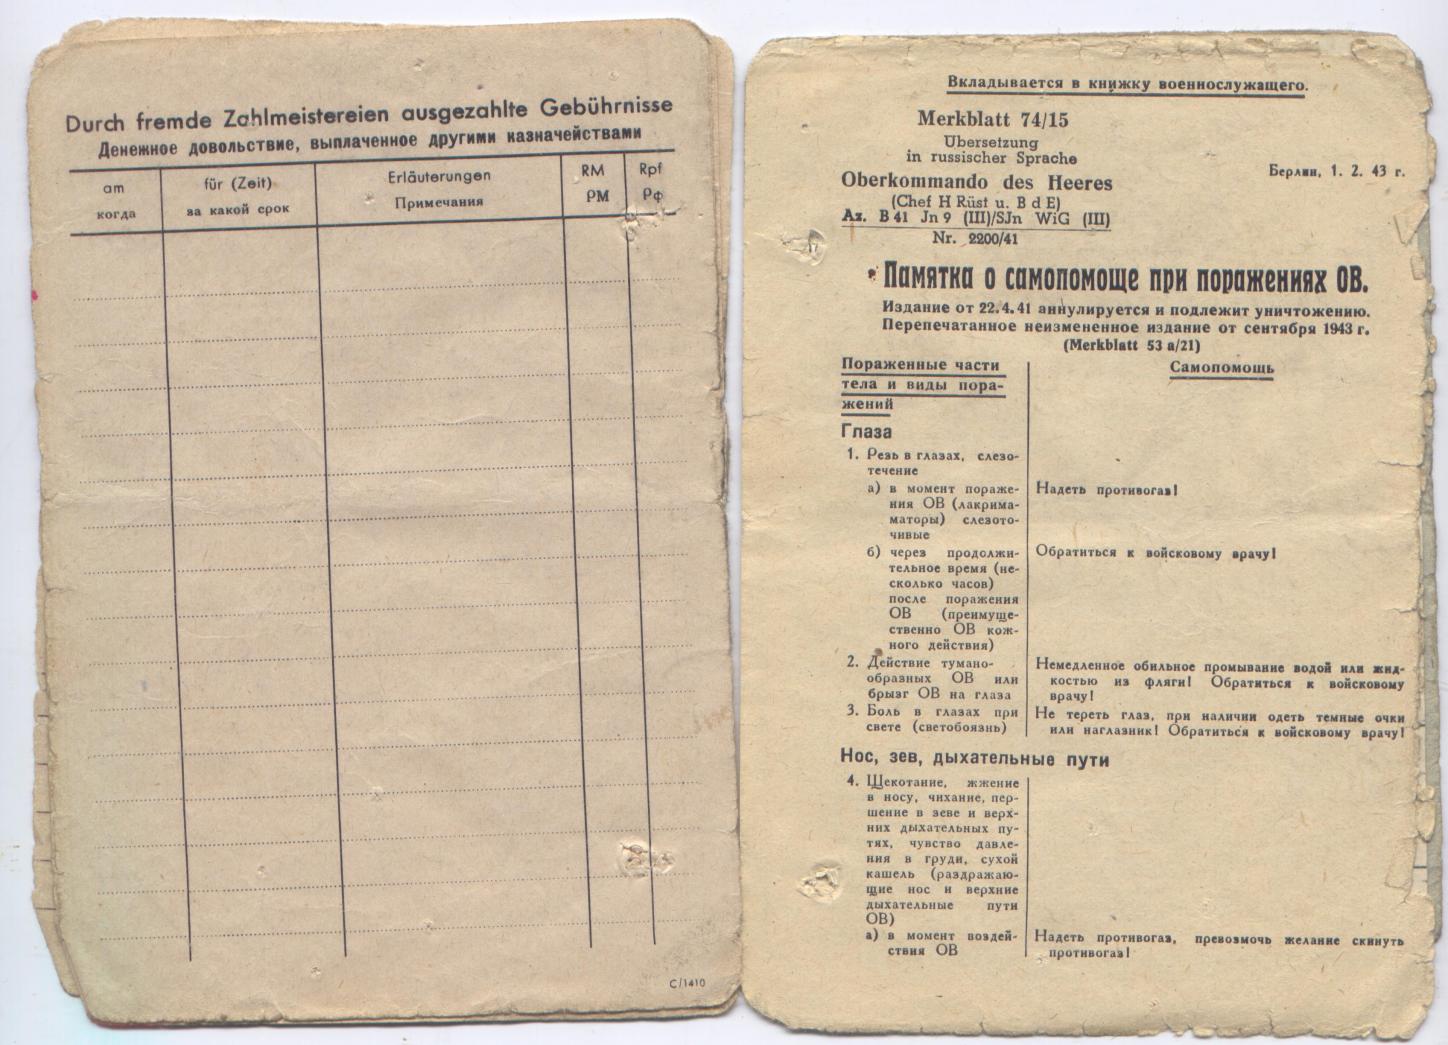 Durch fremde Zahlmeistereien ausgezahlte Gebührnisse
Денежное довольствие, выплаченное другими казначействами
am
für (Zeit)
Erläuterungen
RM
Rpf
когда
за какой срок
Примечания
РМ
Рф
C/1410
Вкладывается в книжку военнослужащего.
Merkblatt 74/15
Übersetzung
in russischer Sprache
Берлин, 1. 2. 43 г.
Oberkommando des Heeres
(Chef H Rüst u. B d E)
Az. B 41 Jn 9 (III)/SJn WiG (III)
Nr. 2200/41
Памятка о самопомоще при поражениях ОВ.
Издание от 22.4.41 аннулируется и подлежит уничтожению.
Перепечатанное неизмененное издание от сентября 1943 г.
(Merkblatt 53 a/21)
Пораженные части
тела и виды пора-
жений
Самопомощь
Глаза
1. Резь в глазах, слезо-
течение
а) в момент пораже-
ния ОВ (лакрима-
маторы) слезото-
чивые
Надеть противогаз!
б) через продолжи-
тельное время (не-
сколько часов)
после поражения
ОВ (преимуще-
ственно ОВ кож-
ного действия)
Обратиться к войсковому врачу!
2. Действие тумано-
образных ОВ или
брызг ОВ на глаза
Немедленное обильное промывание водой или жид-
костью из фляги! Обратиться к войсковому
врачу!
3. Боль в глазах при
свете (светобоязнь)
Не тереть глаз, при наличии одеть темные очки
или наглазник! Обратиться к войсковому врачу!
Нос, зев, дыхательные пути
4. Щекотание, жжение
в носу, чихание, пер-
шение в зеве и верх-
них дыхательных пу-
тях, чувство давле-
ния в груди, сухой
кашель (раздражаю-
щие нос и верхние
дыхательные пути
ОВ)
а) в момент воздей-
ствия ОВ
Надеть противогаз, превозмочь желание скинуть
противогаз!